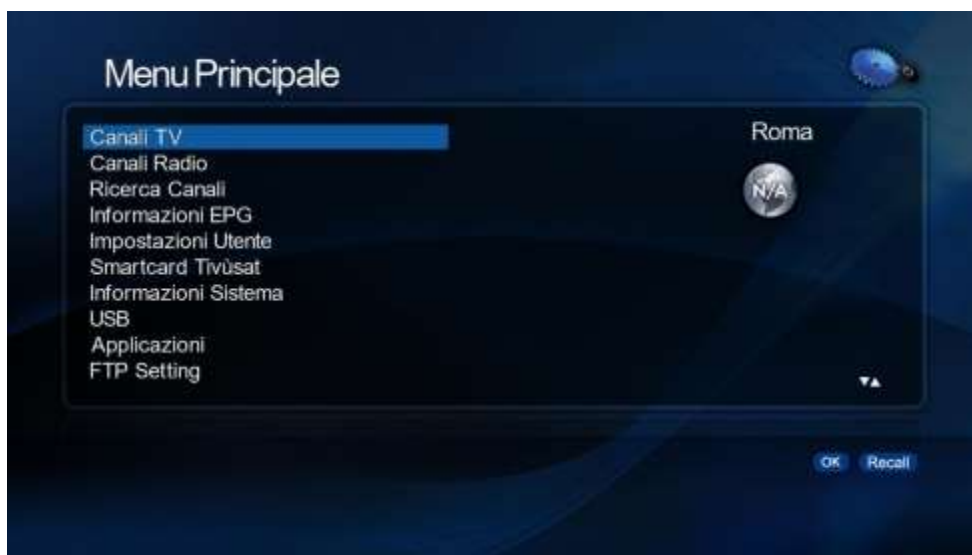 Menu Principale
Canali TV
Roma
Canali Radio
Ricerca Canali
N/A
Informazioni EPG
Impostazioni Utente
Smartcard Tivùsat
Informazioni Sistema
USB
Applicazioni
FTP Setting
OK Recall